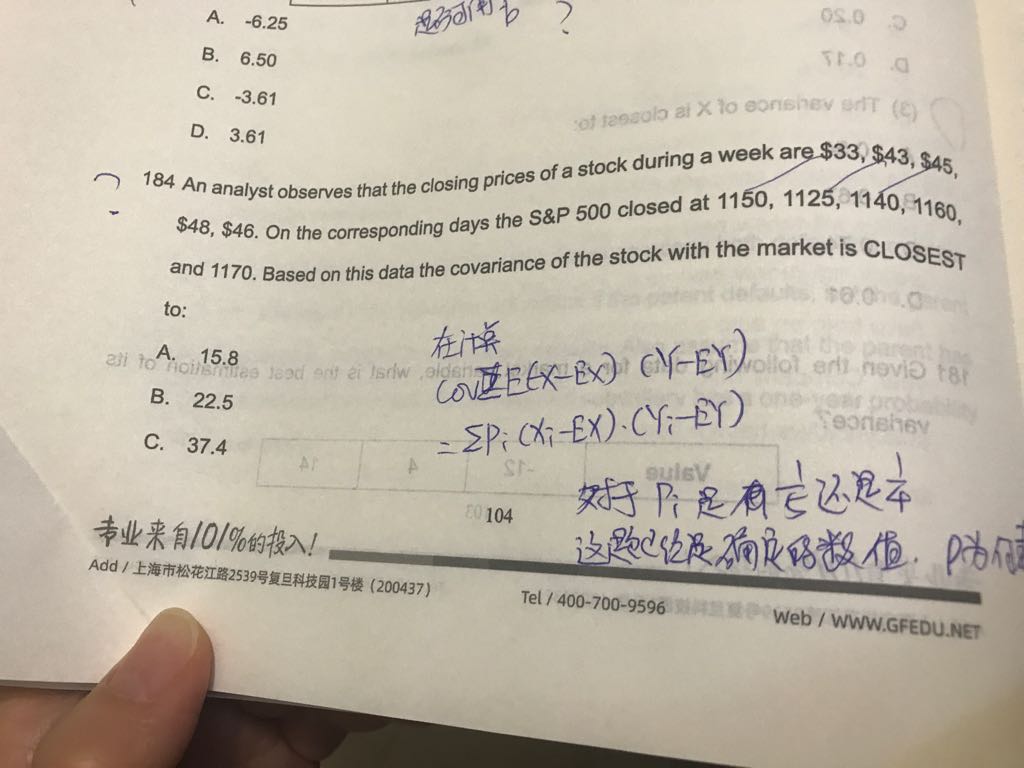 A. -6.25
B. 6.50
C. -3.61
D. 3.61
?
184 An analyst observes that the closing prices of a stock during a week are $33, $43, $45,
$48, $46. On the corresponding days the S&P 500 closed at 1150, 1125, 1140, 1160,
and 1170. Based on this data the covariance of the stock with the market is CLOSEST
to:
A. 15.8
B. 22.5
C. 37.4
在计算
COV E(X-EX)(Y-EY)
=ΣPi(Xi-EX)·(Yi-EY)
对于Pi是 1/5还是1/4
这题已经是确定的数值. P为何
104
专业来自101%的投入!
Add / 上海市松花江路2539号复旦科技园1号楼 (200437)
Tel / 400-700-9596
Web / WWW.GFEDU.NET